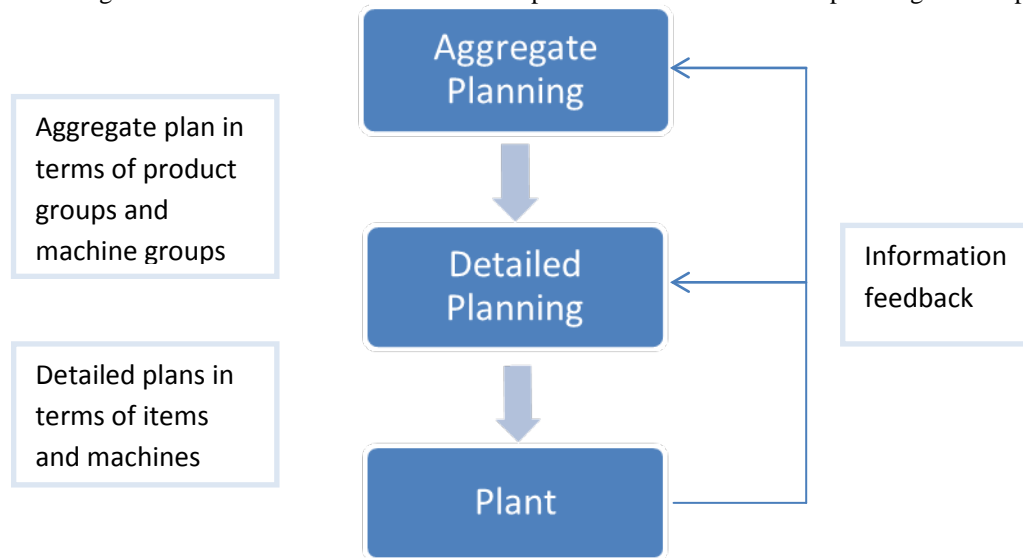 Aggregate
Planning
Aggregate plan in
terms of product
groups and
machine groups
Detailed
Planning
Information
feedback
Detailed plans in
terms of items
and machines
Plant